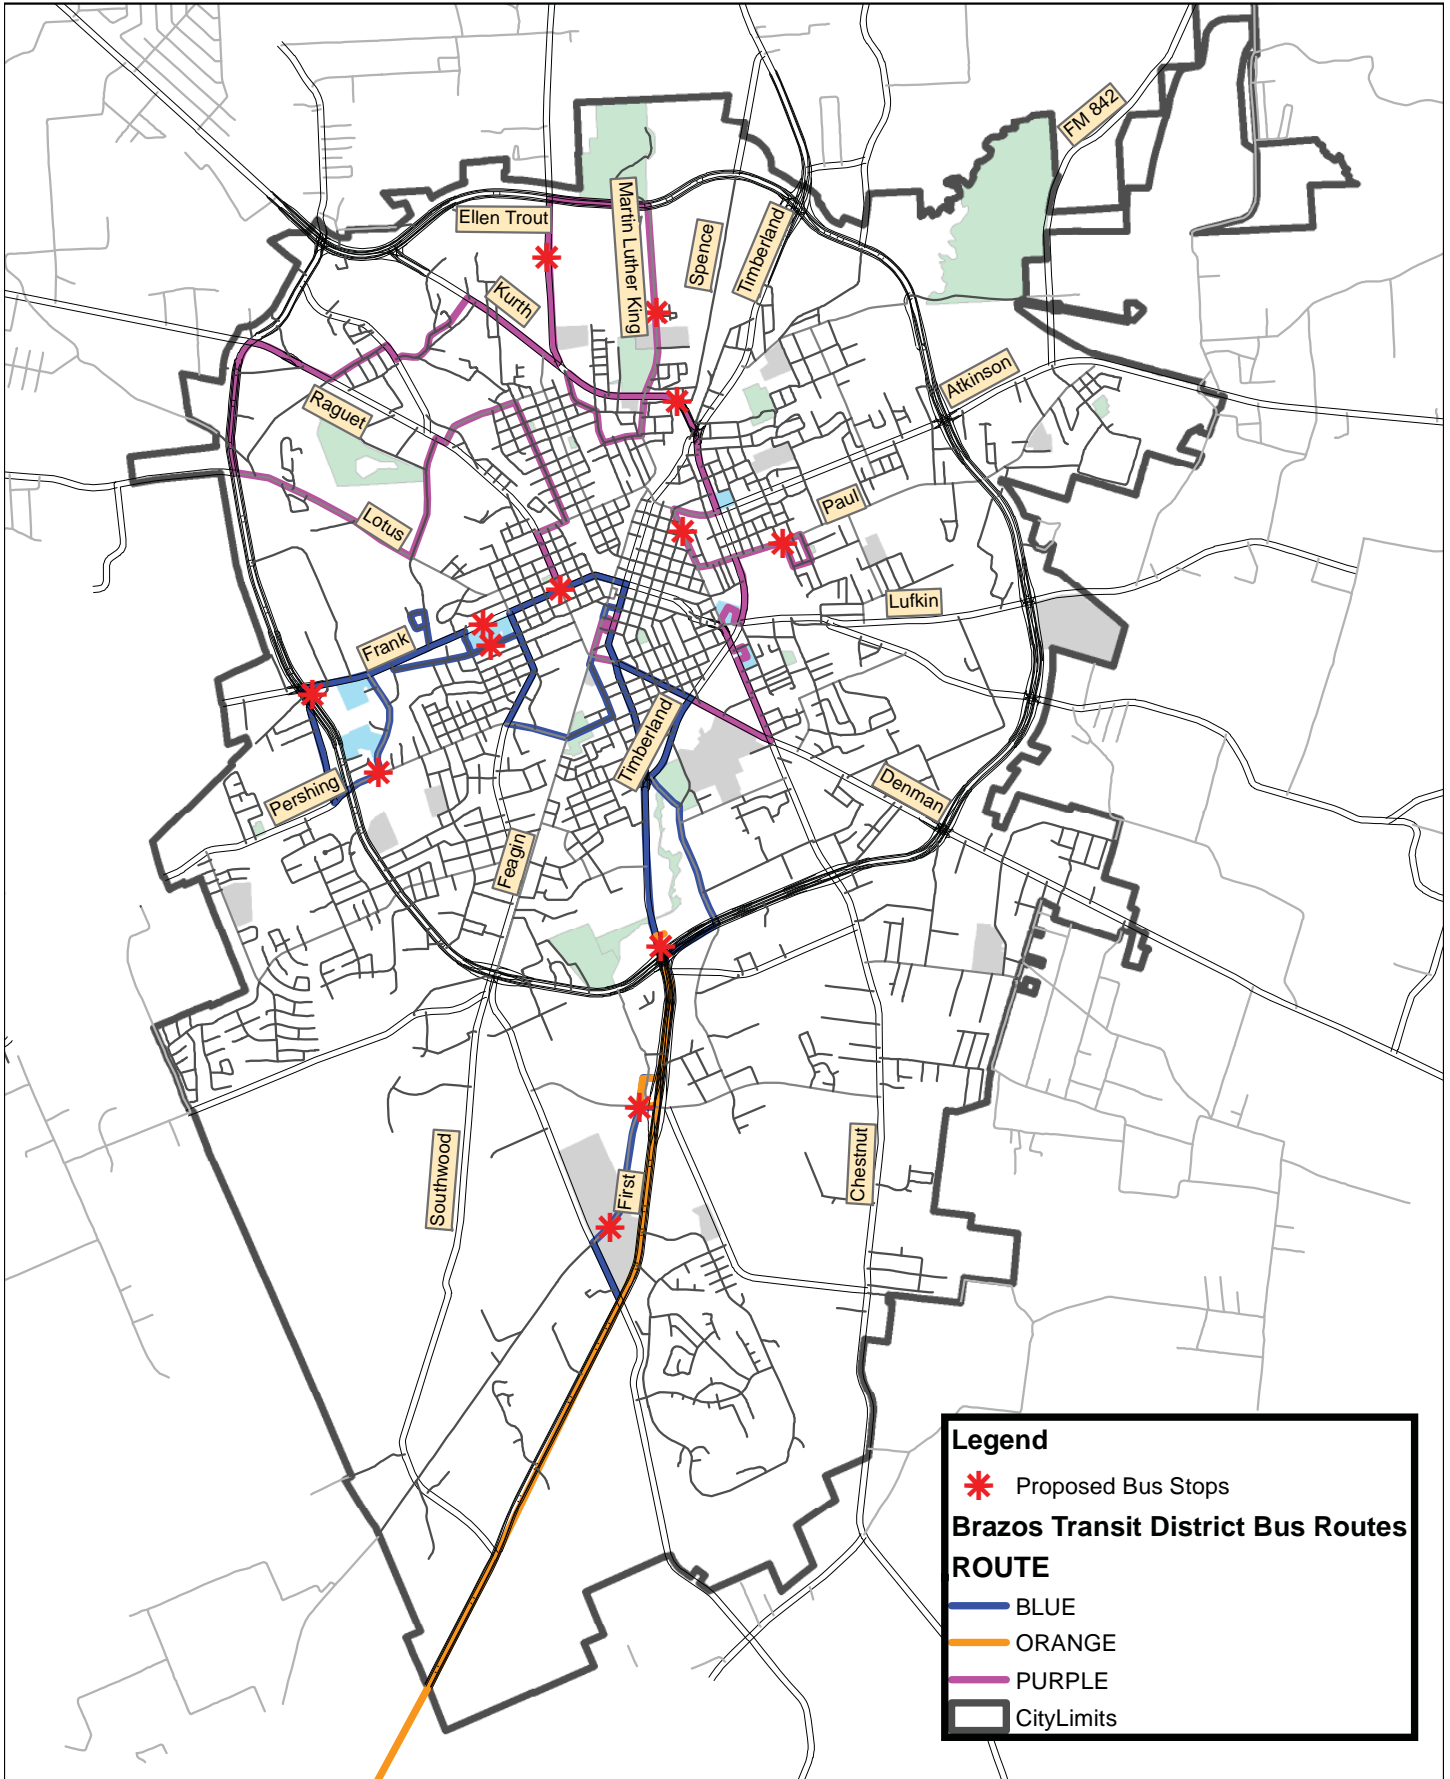 FM 842
Ellen Trout
Martin Luther King
Spence
Timberland
Kurth
Raguet
Atkinson
Lotus
Paul
Lufkin
Frank
Timberland
Pershing
Denman
Feagin
Southwood
First
Chestnut
Legend
Proposed Bus Stops
Brazos Transit District Bus Routes
ROUTE
BLUE
ORANGE
PURPLE
CityLimits